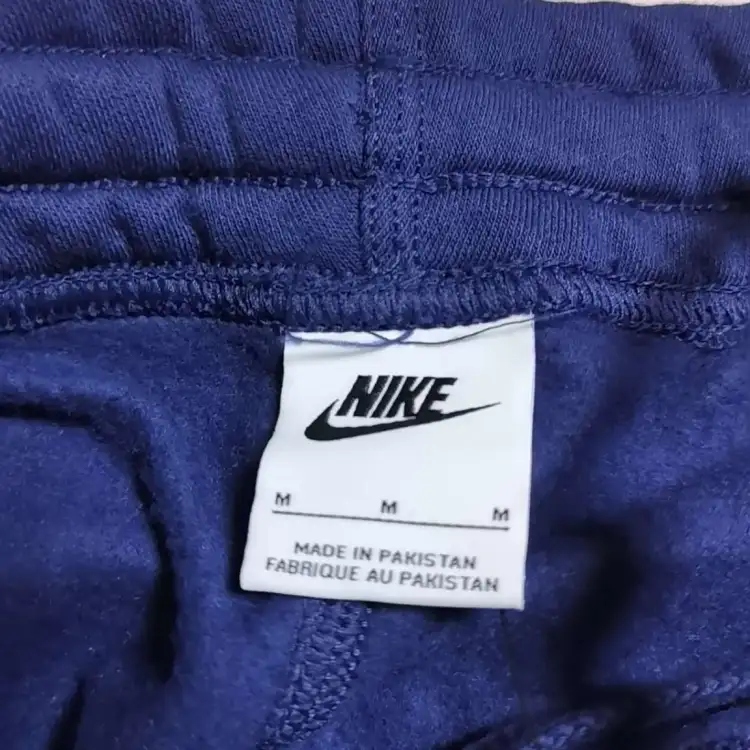 NIKE
M M M
MADE IN PAKISTAN
FABRIQUE AU PAKISTAN